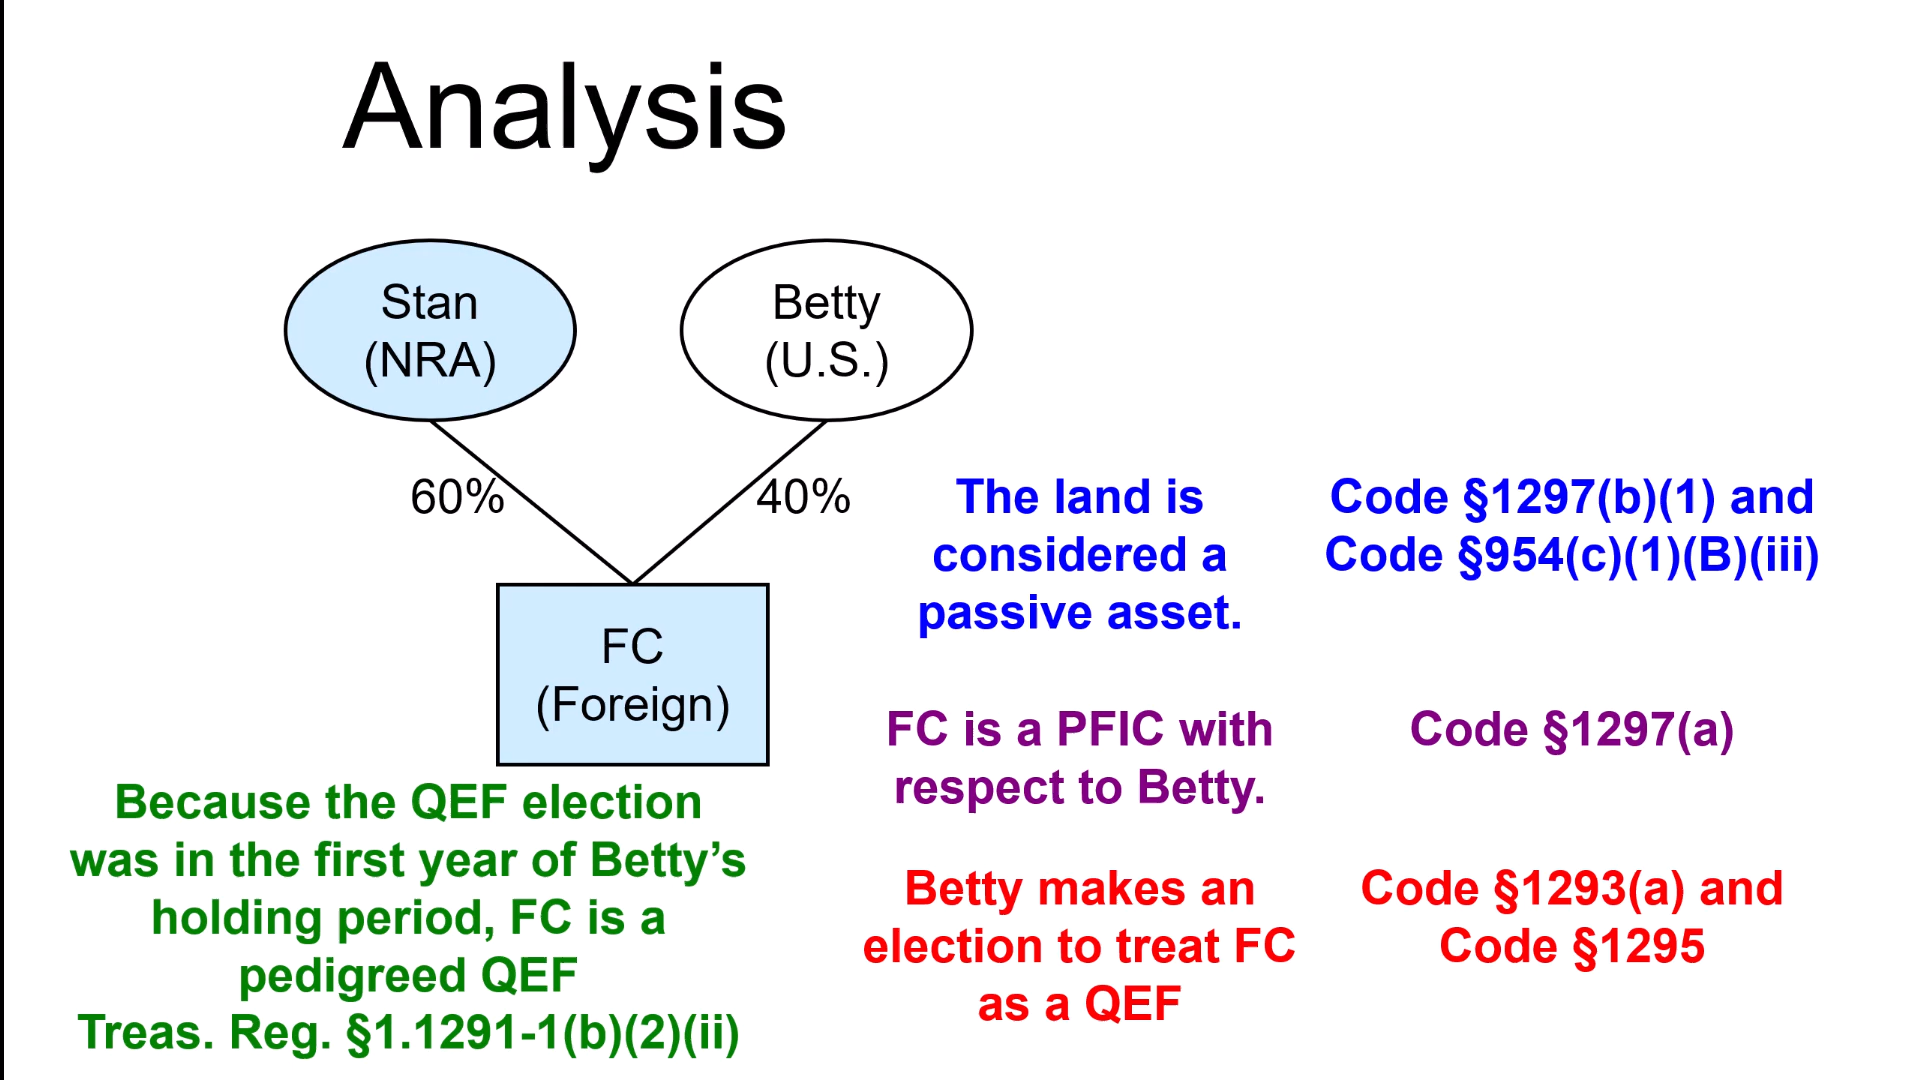 Analysis
Stan
(NRA)
Betty
(U.S.)
60%
40%
FC
(Foreign)
The land is
considered a
passive asset.
Code §1297(b)(1) and
Code §954(c)(1)(B)(iii)
FC is a PFIC with
respect to Betty.
Code §1297(a)
Betty makes an
election to treat FC
as a QEF
Code §1293(a) and
Code §1295
Because the QEF election
was in the first year of Betty’s
holding period, FC is a
pedigreed QEF
Treas. Reg. §1.1291-1(b)(2)(ii)